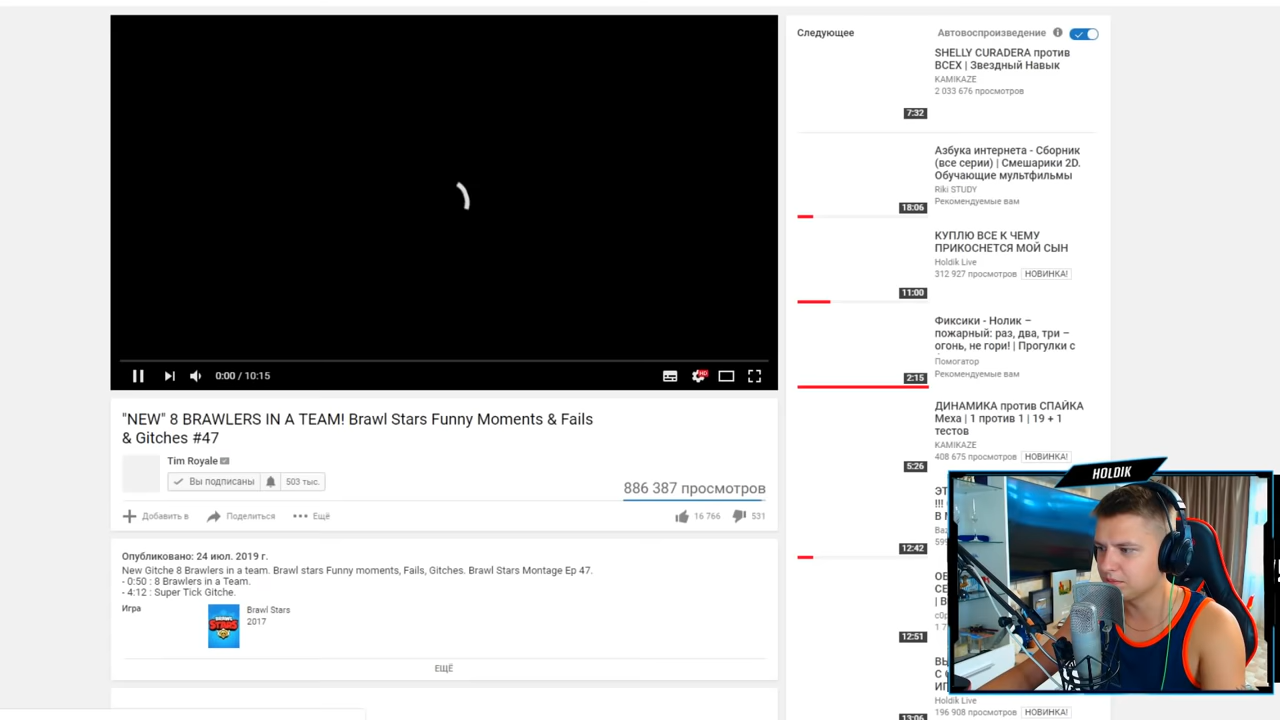 Следующее
Автовоспроизведение
SHELLY CURADERA против
ВСЕХ | Звездный Навык
KAMIKAZE
2 033 676 просмотров
7:32
Азбука интернета - Сборник
(все серии) | Смешарики 2D.
Обучающие мультфильмы
Riki STUDY
Рекомендуемые вам
18:06
КУПЛЮ ВСЕ К ЧЕМУ
ПРИКОСНЕТСЯ МОЙ СЫН
Holdik Live
312 927 просмотров НОВИНКА!
11:00
Фиксики - Нолик –
пожарный: раз, два, три –
огонь, не гори! | Прогулки с
Помогатор
Рекомендуемые вам
2:15
ДИНАМИКА против СПАЙКА
Меха | 1 против 1 | 19 + 1
тестов
KAMIKAZE
408 675 просмотров НОВИНКА!
5:26
!!!
В
12:42
| В
12:51
С
Holdik Live
196 908 просмотров НОВИНКА!
13:06
0:00 / 10:15
HD
"NEW" 8 BRAWLERS IN A TEAM! Brawl Stars Funny Moments & Fails
& Gitches #47
Tim Royale
Вы подписаны 503 тыс.
886 387 просмотров
Добавить в Поделиться Ещё
16 766 531
Опубликовано: 24 июл. 2019 г.
New Gitche 8 Brawlers in a team. Brawl stars Funny moments, Fails, Gitches. Brawl Stars Montage Ep 47.
- 0:50 : 8 Brawlers in a Team.
- 4:12 : Super Tick Gitche.
Игра
BRAWL
STARS
Brawl Stars
2017
ЕЩЁ
HOLDIK